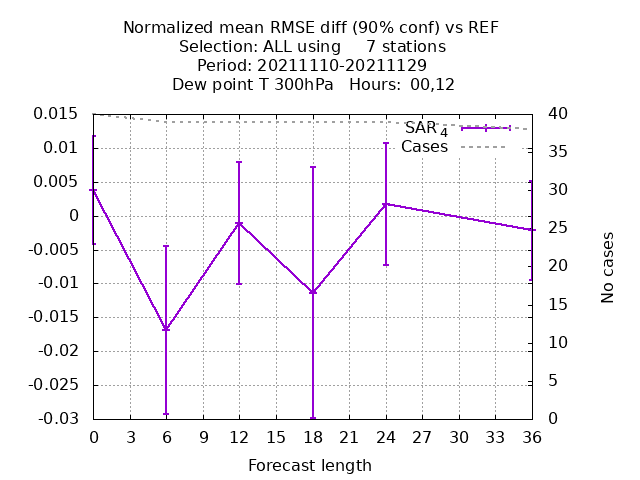 Normalized mean RMSE diff (90% conf) vs REF
Selection: ALL using 7 stations
Period: 20211110-20211129
Dew point T 300hPa Hours: 00,12
0.015
0.01
0.005
0
-0.005
-0.01
-0.015
-0.02
-0.025
-0.03
SAR 4
Cases
40
35
30
25
20
15
10
5
0
No cases
0 3 6 9 12 15 18 21 24 27 30 33 36
Forecast length